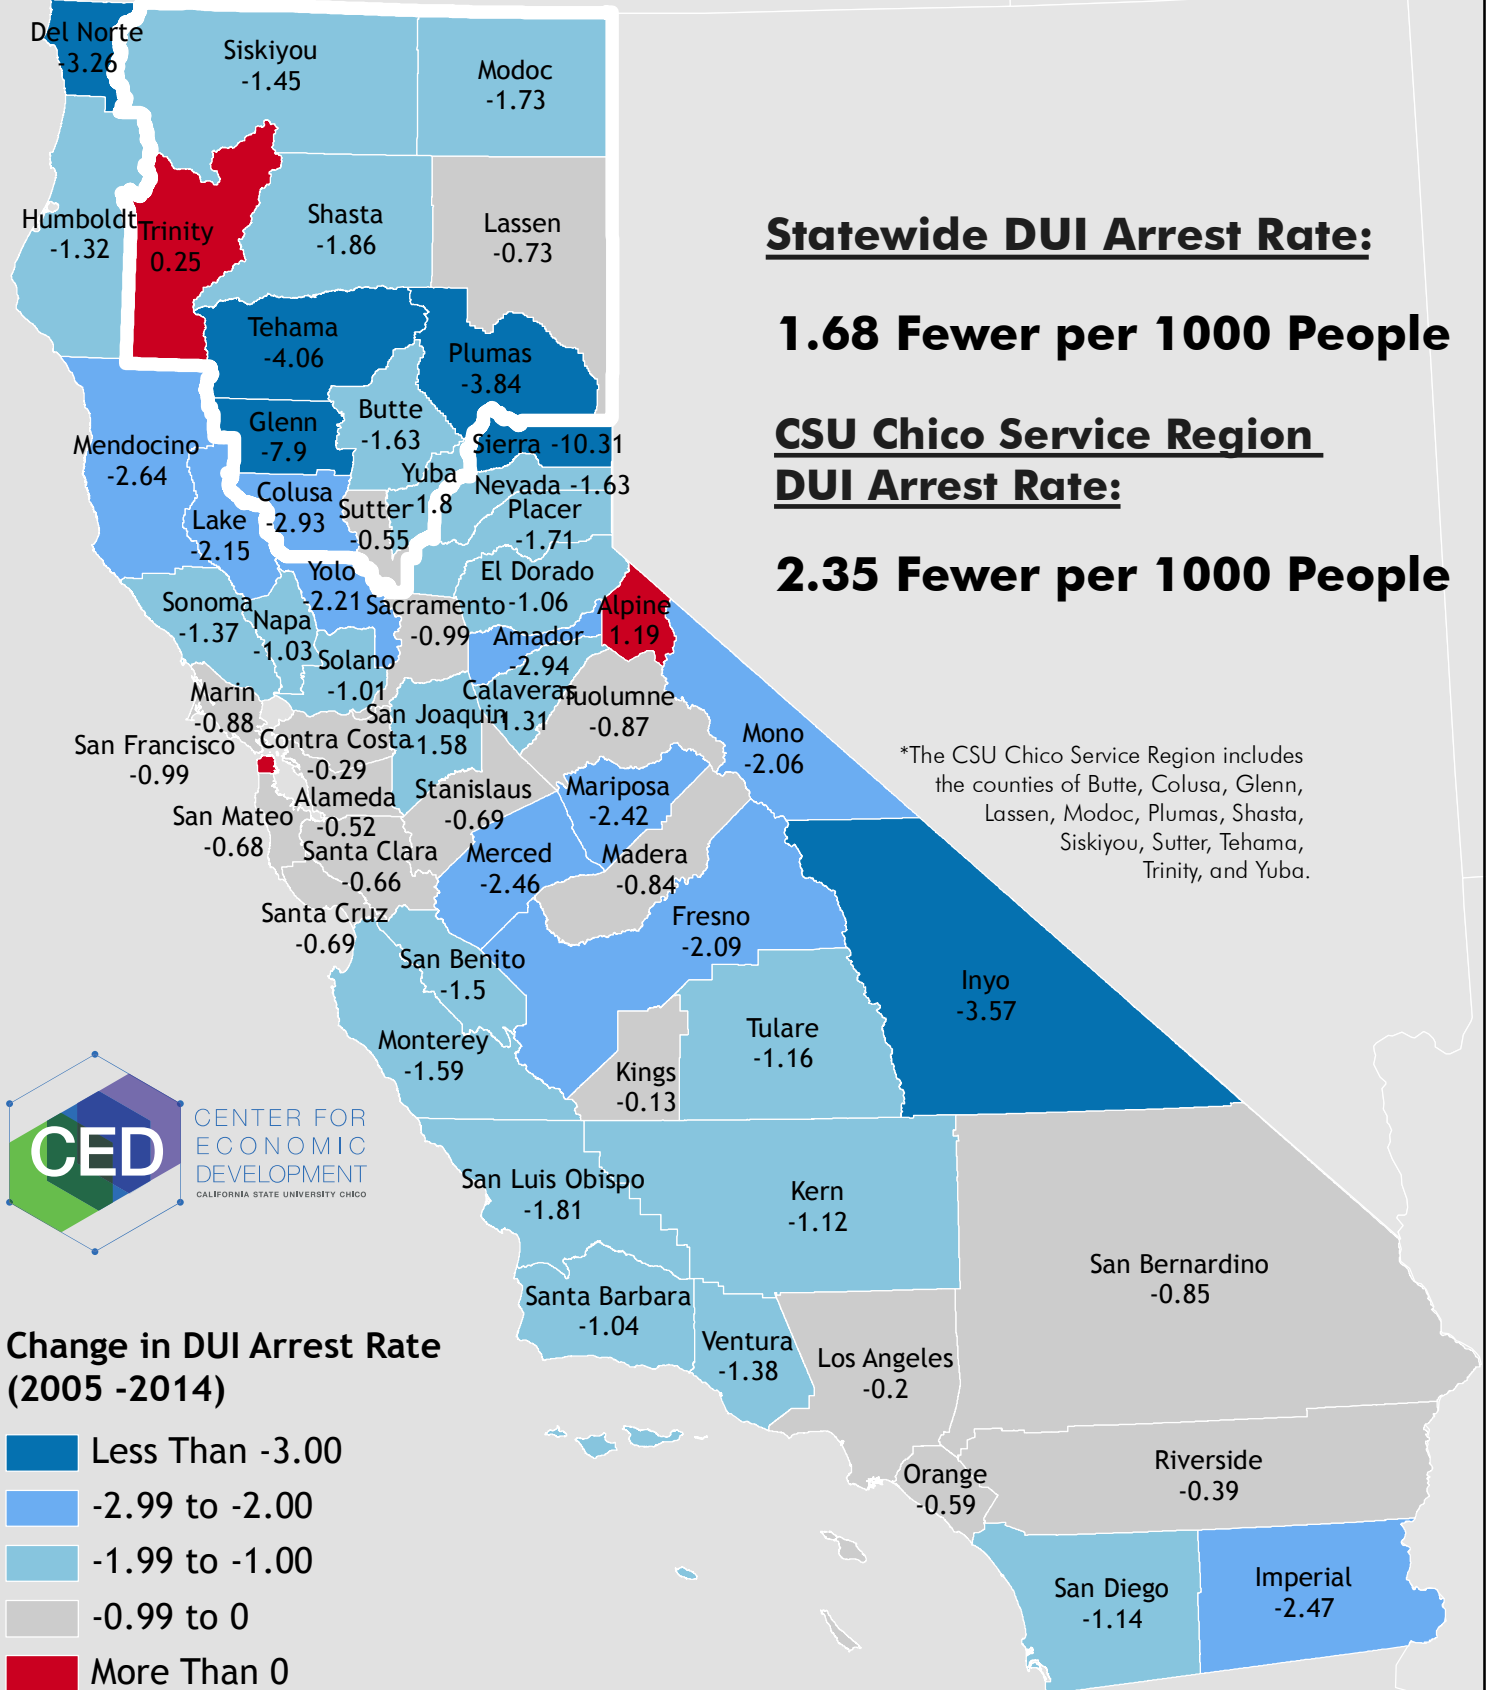 Del Norte
-3.26
Siskiyou
-1.45
Modoc
-1.73
Humboldt
-1.32
Trinity
0.25
Shasta
-1.86
Lassen
-0.73
Statewide DUI Arrest Rate:
1.68 Fewer per 1000 People
Tehama
-4.06
Plumas
-3.84
Glenn
-7.9
Butte
-1.63
CSU Chico Service Region
DUI Arrest Rate:
2.35 Fewer per 1000 People
Mendocino
-2.64
Sierra -10.31
Lake
-2.15
Colusa
-2.93
Yuba
-1.8
Sutter
-0.55
Nevada -1.63
Placer
-1.71
Yolo
-2.21
El Dorado
-1.06
Sonoma
-1.37
Napa
-1.03
Sacramento
-0.99
Alpine
1.19
Amador
-2.94
Solano
-1.01
Marin
-0.88
Calaveras
-1.31
Tuolumne
-0.87
San Joaquin
-1.58
San Francisco
-0.99
Contra Costa
-0.29
Mono
-2.06
Alameda
-0.52
Stanislaus
-0.69
Mariposa
-2.42
San Mateo
-0.68
Santa Clara
-0.66
Merced
-2.46
Madera
-0.84
*The CSU Chico Service Region includes
the counties of Butte, Colusa, Glenn,
Lassen, Modoc, Plumas, Shasta,
Siskiyou, Sutter, Tehama,
Trinity, and Yuba.
Santa Cruz
-0.69
Fresno
-2.09
San Benito
-1.5
Inyo
-3.57
Monterey
-1.59
Tulare
-1.16
Kings
-0.13
CED
CENTER FOR
ECONOMIC
DEVELOPMENT
CALIFORNIA STATE UNIVERSITY CHICO
San Luis Obispo
-1.81
Kern
-1.12
San Bernardino
-0.85
Santa Barbara
-1.04
Ventura
-1.38
Los Angeles
-0.2
Orange
-0.59
Riverside
-0.39
San Diego
-1.14
Imperial
-2.47
Change in DUI Arrest Rate
(2005 -2014)
Less Than -3.00
-2.99 to -2.00
-1.99 to -1.00
-0.99 to 0
More Than 0